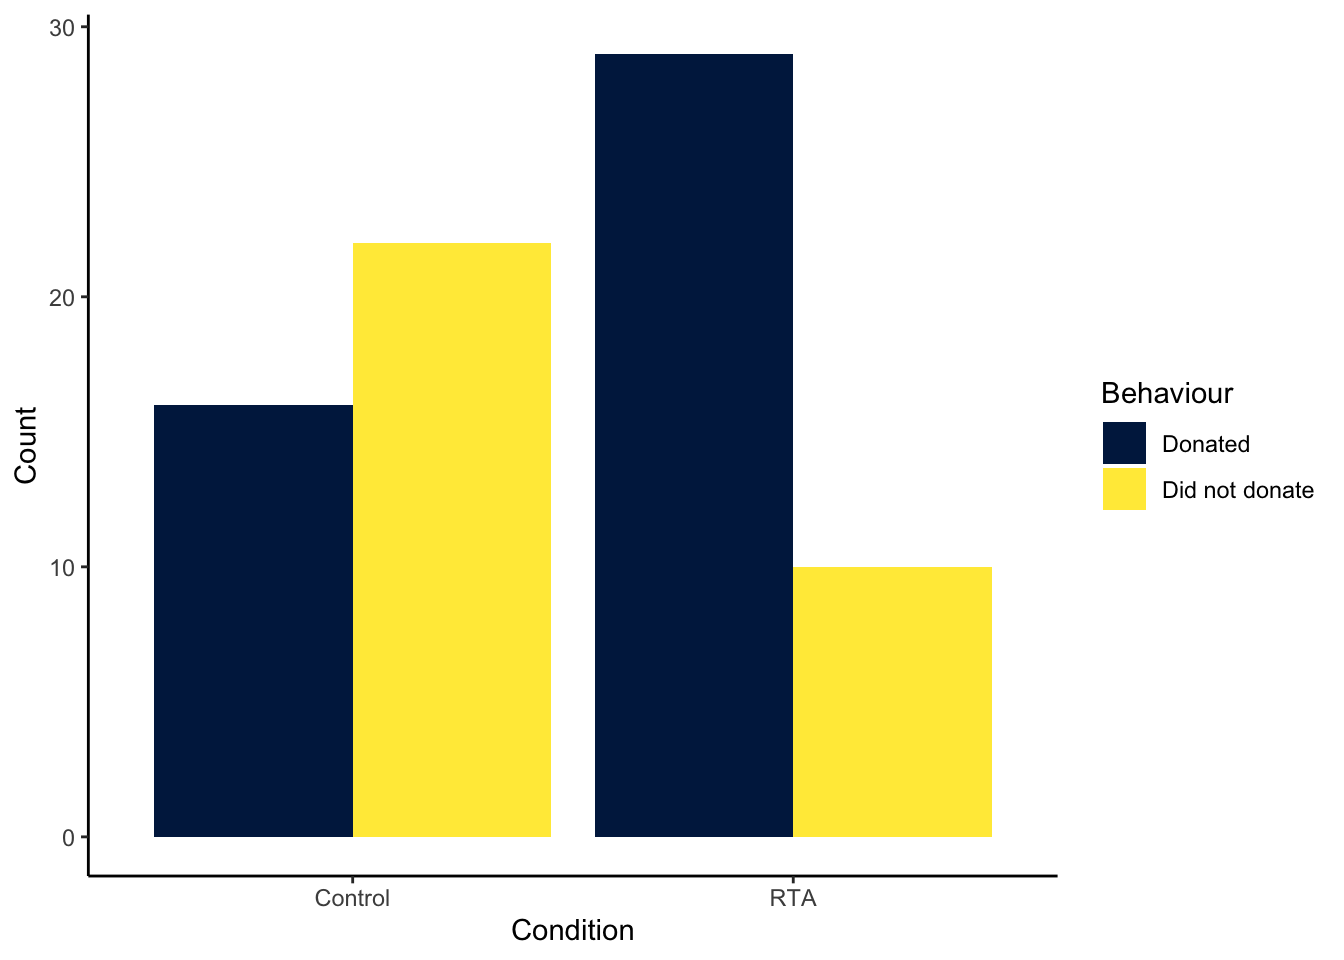 30
20
10
0
Count
Control
RTA
Condition
Behaviour
Donated
Did not donate